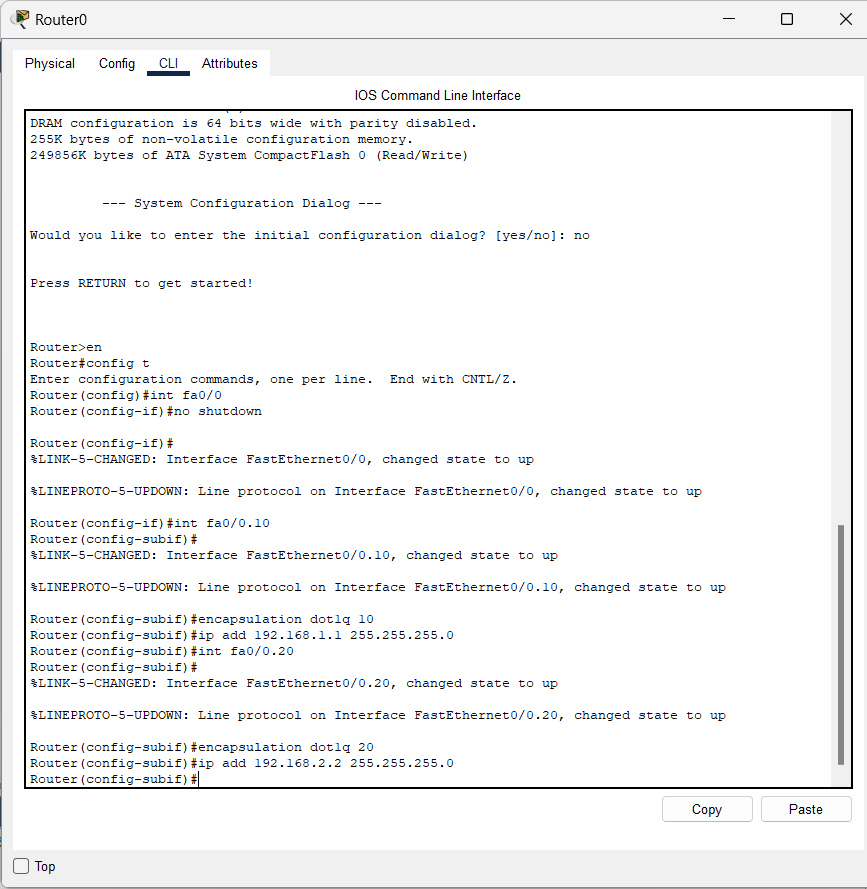 Router0
Physical Config CLI Attributes
IOS Command Line Interface
DRAM configuration is 64 bits wide with parity disabled.
255K bytes of non-volatile configuration memory.
249856K bytes of ATA System CompactFlash 0 (Read/Write)
--- System Configuration Dialog ---
Would you like to enter the initial configuration dialog? [yes/no]: no
Press RETURN to get started!
Router>en
Router#config t
Enter configuration commands, one per line.  End with CNTL/Z.
Router(config)#int fa0/0
Router(config-if)#no shutdown
Router(config-if)#
%LINK-5-CHANGED: Interface FastEthernet0/0, changed state to up
%LINEPROTO-5-UPDOWN: Line protocol on Interface FastEthernet0/0, changed state to up
Router(config-if)#int fa0/0.10
Router(config-subif)#
%LINK-5-CHANGED: Interface FastEthernet0/0.10, changed state to up
%LINEPROTO-5-UPDOWN: Line protocol on Interface FastEthernet0/0.10, changed state to up
Router(config-subif)#encapsulation dot1q 10
Router(config-subif)#ip add 192.168.1.1 255.255.255.0
Router(config-subif)#int fa0/0.20
Router(config-subif)#
%LINK-5-CHANGED: Interface FastEthernet0/0.20, changed state to up
%LINEPROTO-5-UPDOWN: Line protocol on Interface FastEthernet0/0.20, changed state to up
Router(config-subif)#encapsulation dot1q 20
Router(config-subif)#ip add 192.168.2.2 255.255.255.0
Router(config-subif)#
Copy Paste
Top